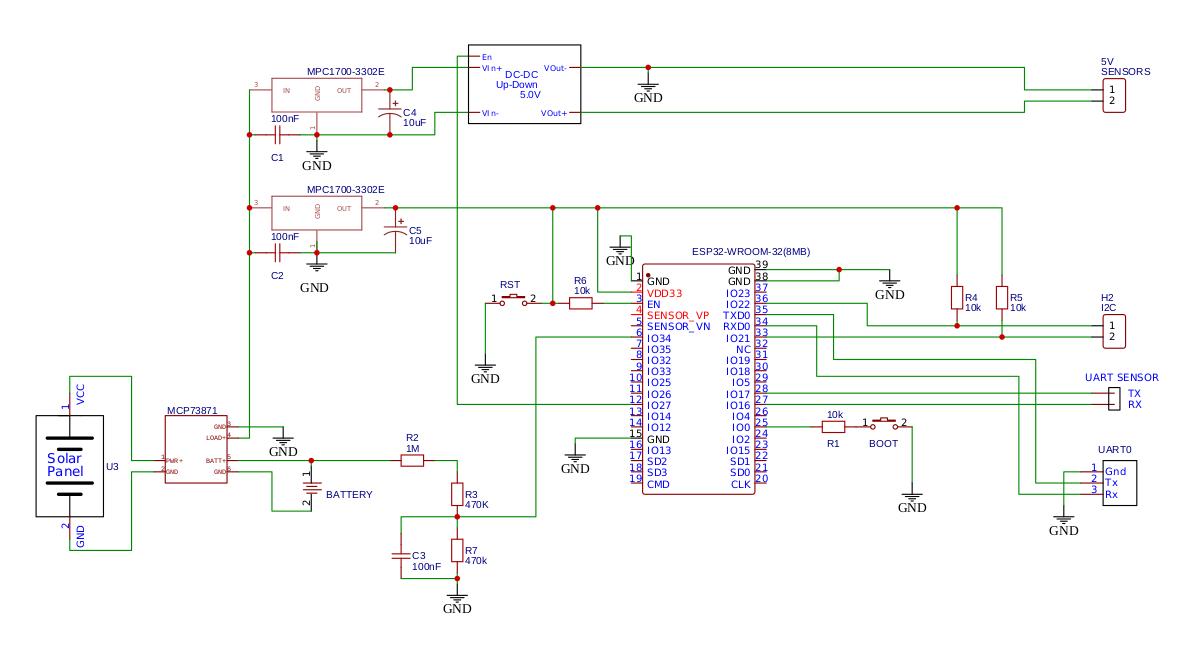 MPC1700-3302E
3
IN
GND
OUT
2
1
100nF
C1
C4
10uF
GND
En
VIn+
VIn-
DC-DC
Up-Down
5.0V
VOut-
VOut+
GND
5V
SENSORS
1
2
MPC1700-3302E
3
IN
GND
OUT
2
1
100nF
C2
C5
10uF
GND
GND
RST
1
2
R6
10k
GND
ESP32-WROOM-32(8MB)
1 GND
2 VDD33
3 EN
4 SENSOR_VP
5 SENSOR_VN
6 IO34
7 IO35
8 IO32
9 IO33
10 IO25
11 IO26
12 IO27
13 IO14
14 IO12
15 GND
16 IO13
17 SD2
18 SD3
19 CMD
GND 39
GND 38
IO23 37
IO22 36
TXD0 35
RXD0 34
IO21 33
NC 32
IO19 31
IO18 30
IO5 29
IO17 28
IO16 27
IO4 26
IO0 25
IO2 24
IO15 23
SD1 22
SD0 21
CLK 20
GND
GND
R4
10k
R5
10k
H2
I2C
1
2
UART SENSOR
TX
RX
10k
R1
1
2
BOOT
GND
UART0
1 Gnd
2 Tx
3 Rx
GND
VCC
1
Solar
Panel
U3
2
GND
MCP73871
1 PWR+
2 GND
GND 3
LOAD+ 4
BATT+ 5
GND 6
GND
1
2
BATTERY
R2
1M
R3
470K
R7
470k
C3
100nF
GND